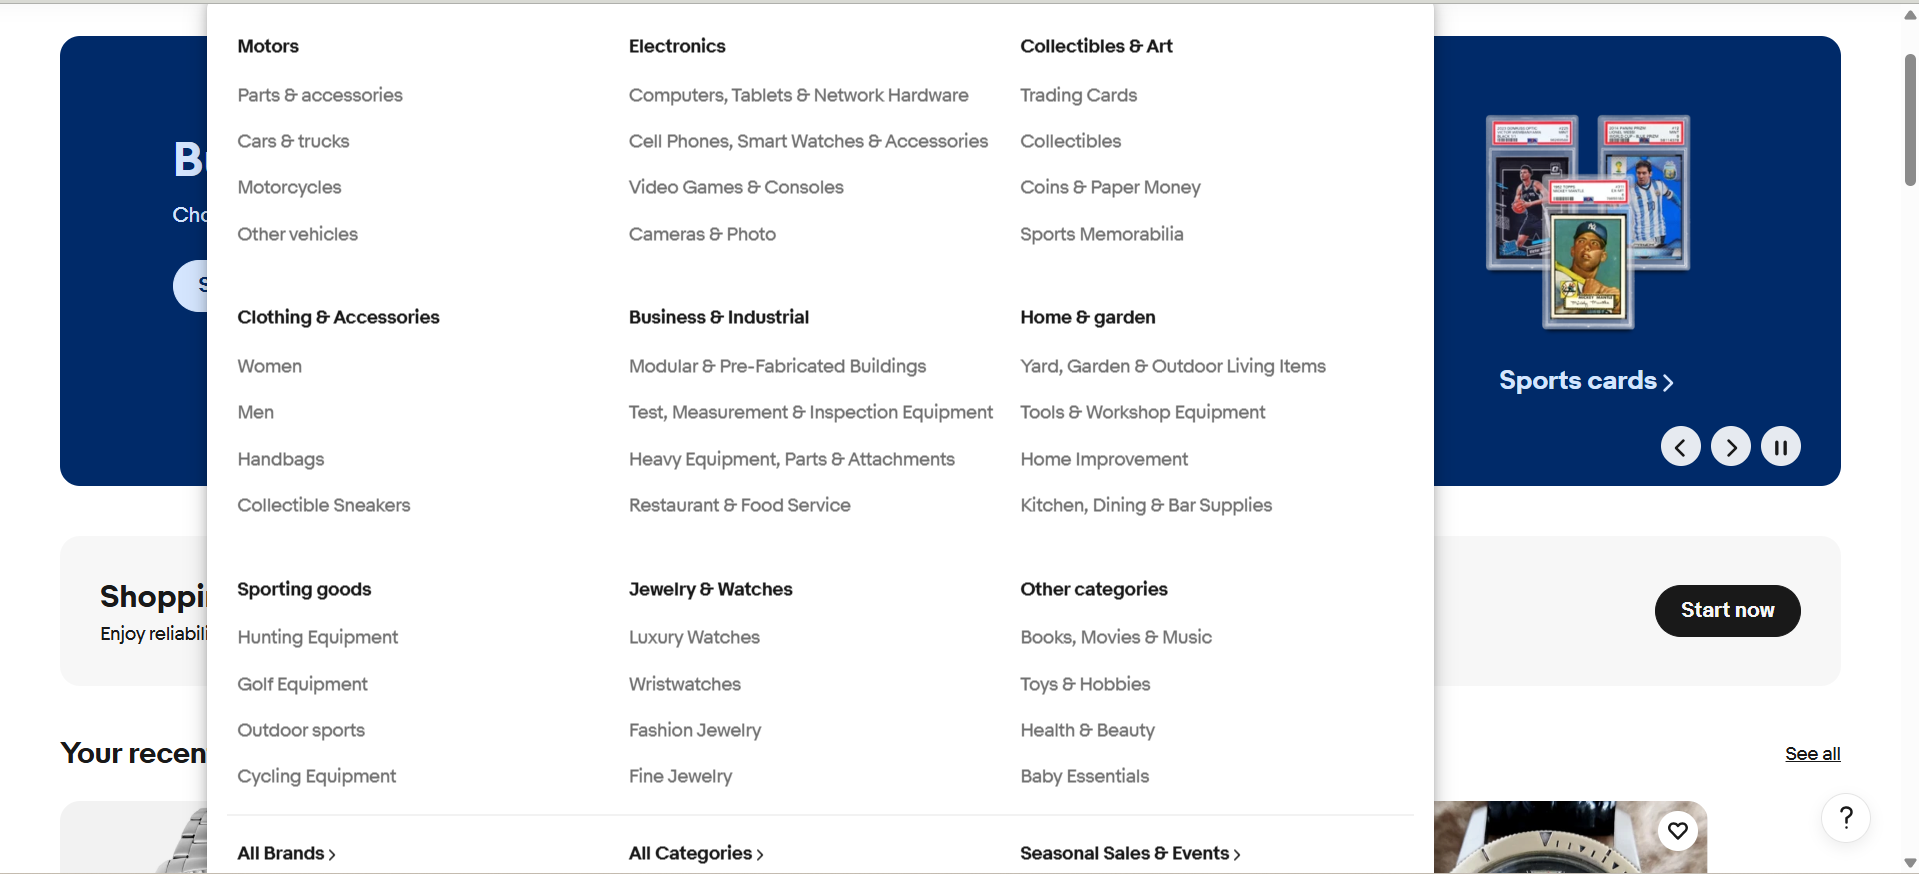 Motors
Parts & accessories
Cars & trucks
Motorcycles
Other vehicles
Electronics
Computers, Tablets & Network Hardware
Cell Phones, Smart Watches & Accessories
Video Games & Consoles
Cameras & Photo
Collectibles & Art
Trading Cards
Collectibles
Coins & Paper Money
Sports Memorabilia
Clothing & Accessories
Women
Men
Handbags
Collectible Sneakers
Business & Industrial
Modular & Pre-Fabricated Buildings
Test, Measurement & Inspection Equipment
Heavy Equipment, Parts & Attachments
Restaurant & Food Service
Home & garden
Yard, Garden & Outdoor Living Items
Tools & Workshop Equipment
Home Improvement
Kitchen, Dining & Bar Supplies
Sporting goods
Hunting Equipment
Golf Equipment
Outdoor sports
Cycling Equipment
Jewelry & Watches
Luxury Watches
Wristwatches
Fashion Jewelry
Fine Jewelry
Other categories
Books, Movies & Music
Toys & Hobbies
Health & Beauty
Baby Essentials
All Brands
All Categories
Seasonal Sales & Events
Sports cards
MICKEY MANTLE
Shoppi
Enjoy reliabili
Start now
Your recen
See all
?